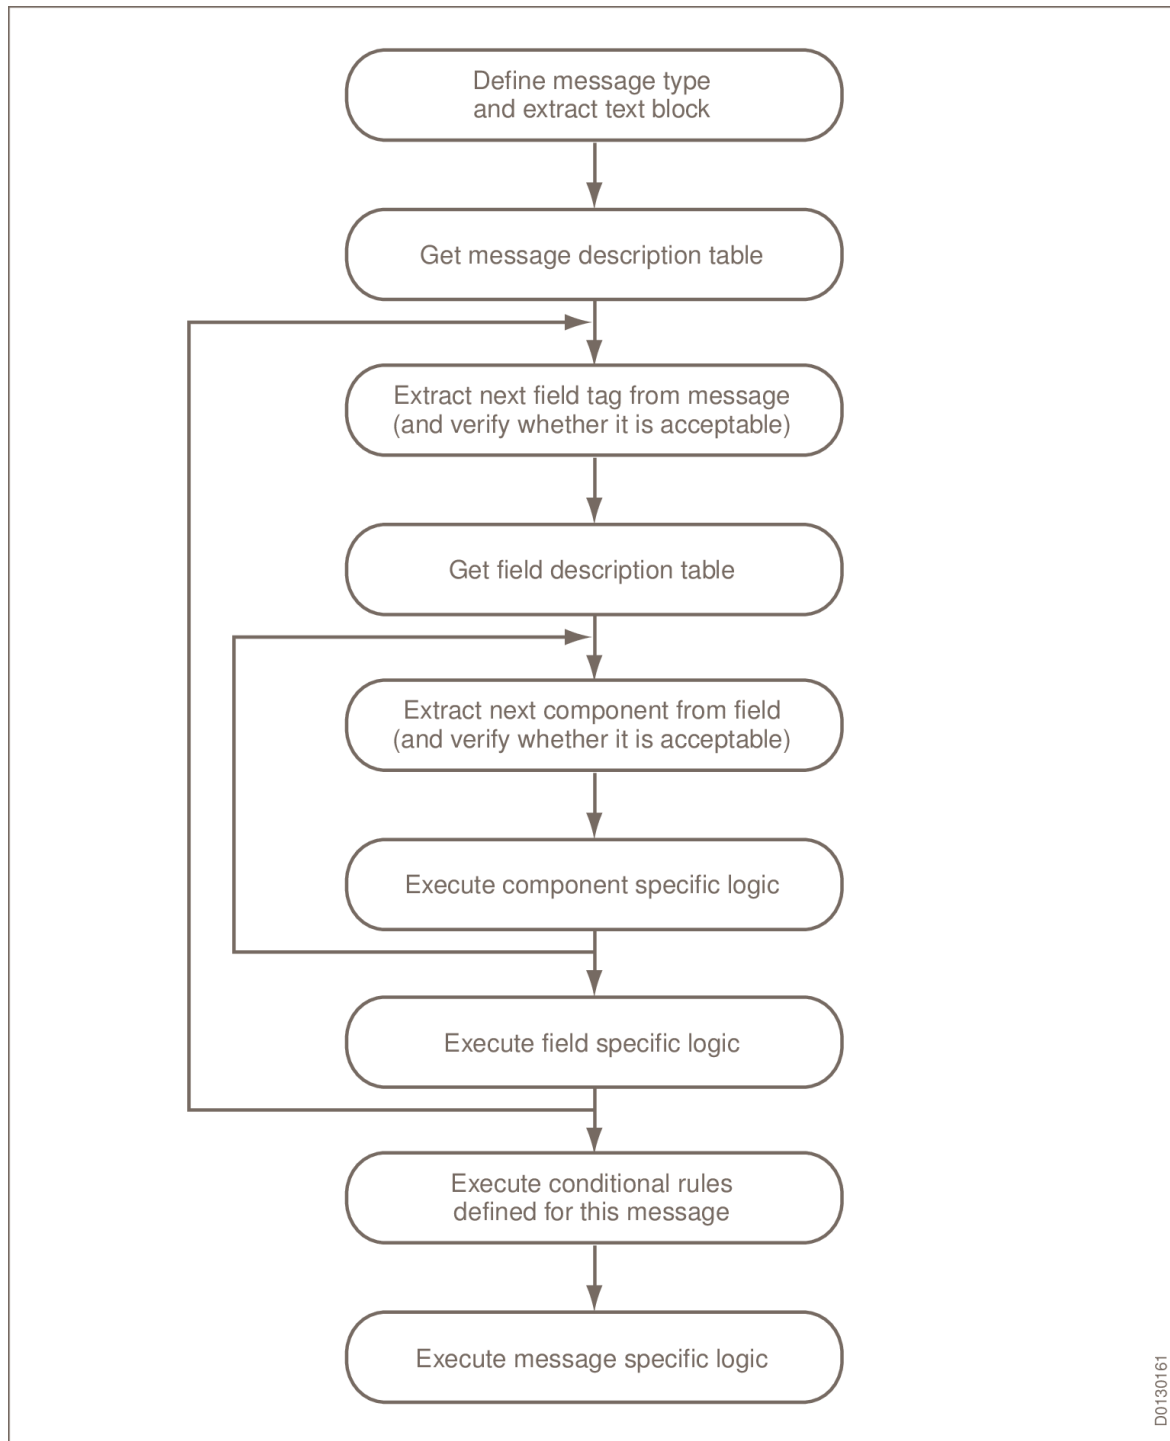 Define message type
and extract text block
Get message description table
Extract next field tag from message
(and verify whether it is acceptable)
Get field description table
Extract next component from field
(and verify whether it is acceptable)
Execute component specific logic
Execute field specific logic
Execute conditional rules
defined for this message
Execute message specific logic
D0130161